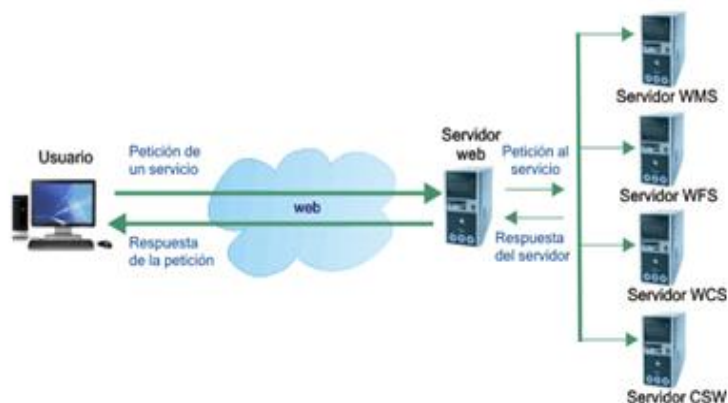 Usuario
Petición de
un servicio
web
Respuesta
de la petición
Servidor
web
Petición al
servicio
Respuesta
del servidor
Servidor WMS
Servidor WFS
Servidor WCS
Servidor CSW